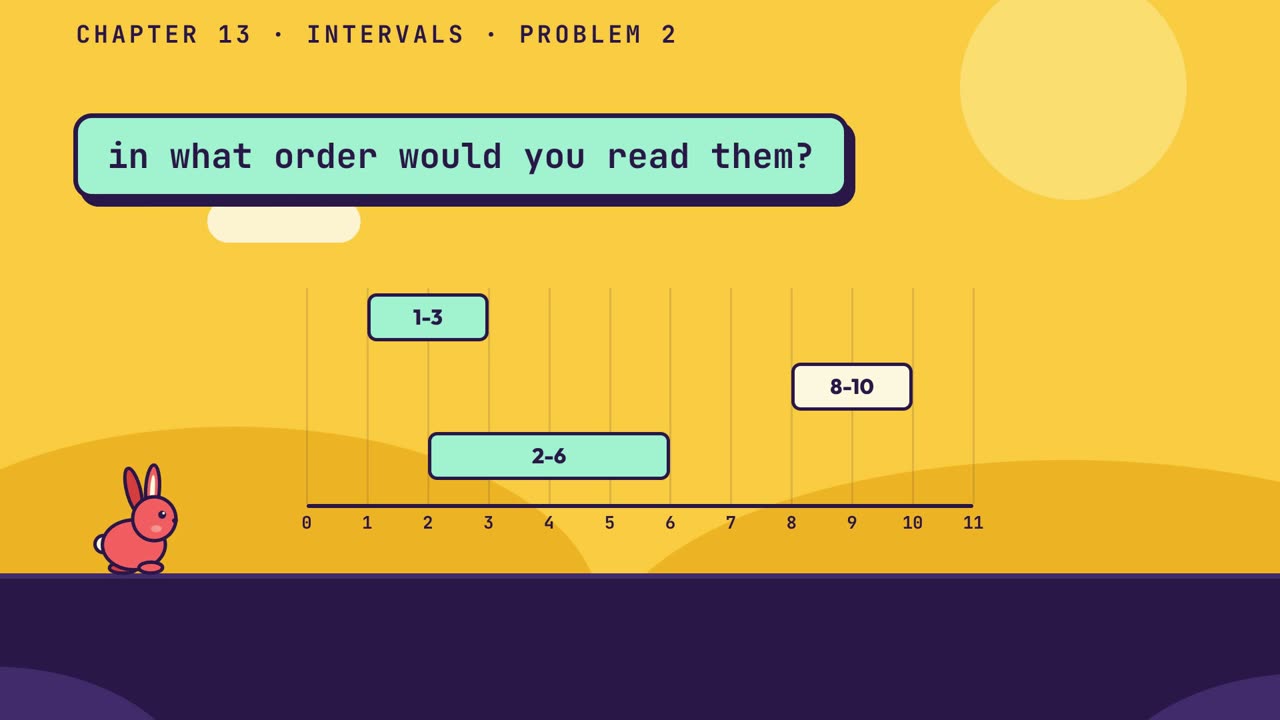 CHAPTER 13 · INTERVALS · PROBLEM 2
in what order would you read them?
1-3
8-10
2-6
0 1 2 3 4 5 6 7 8 9 10 11